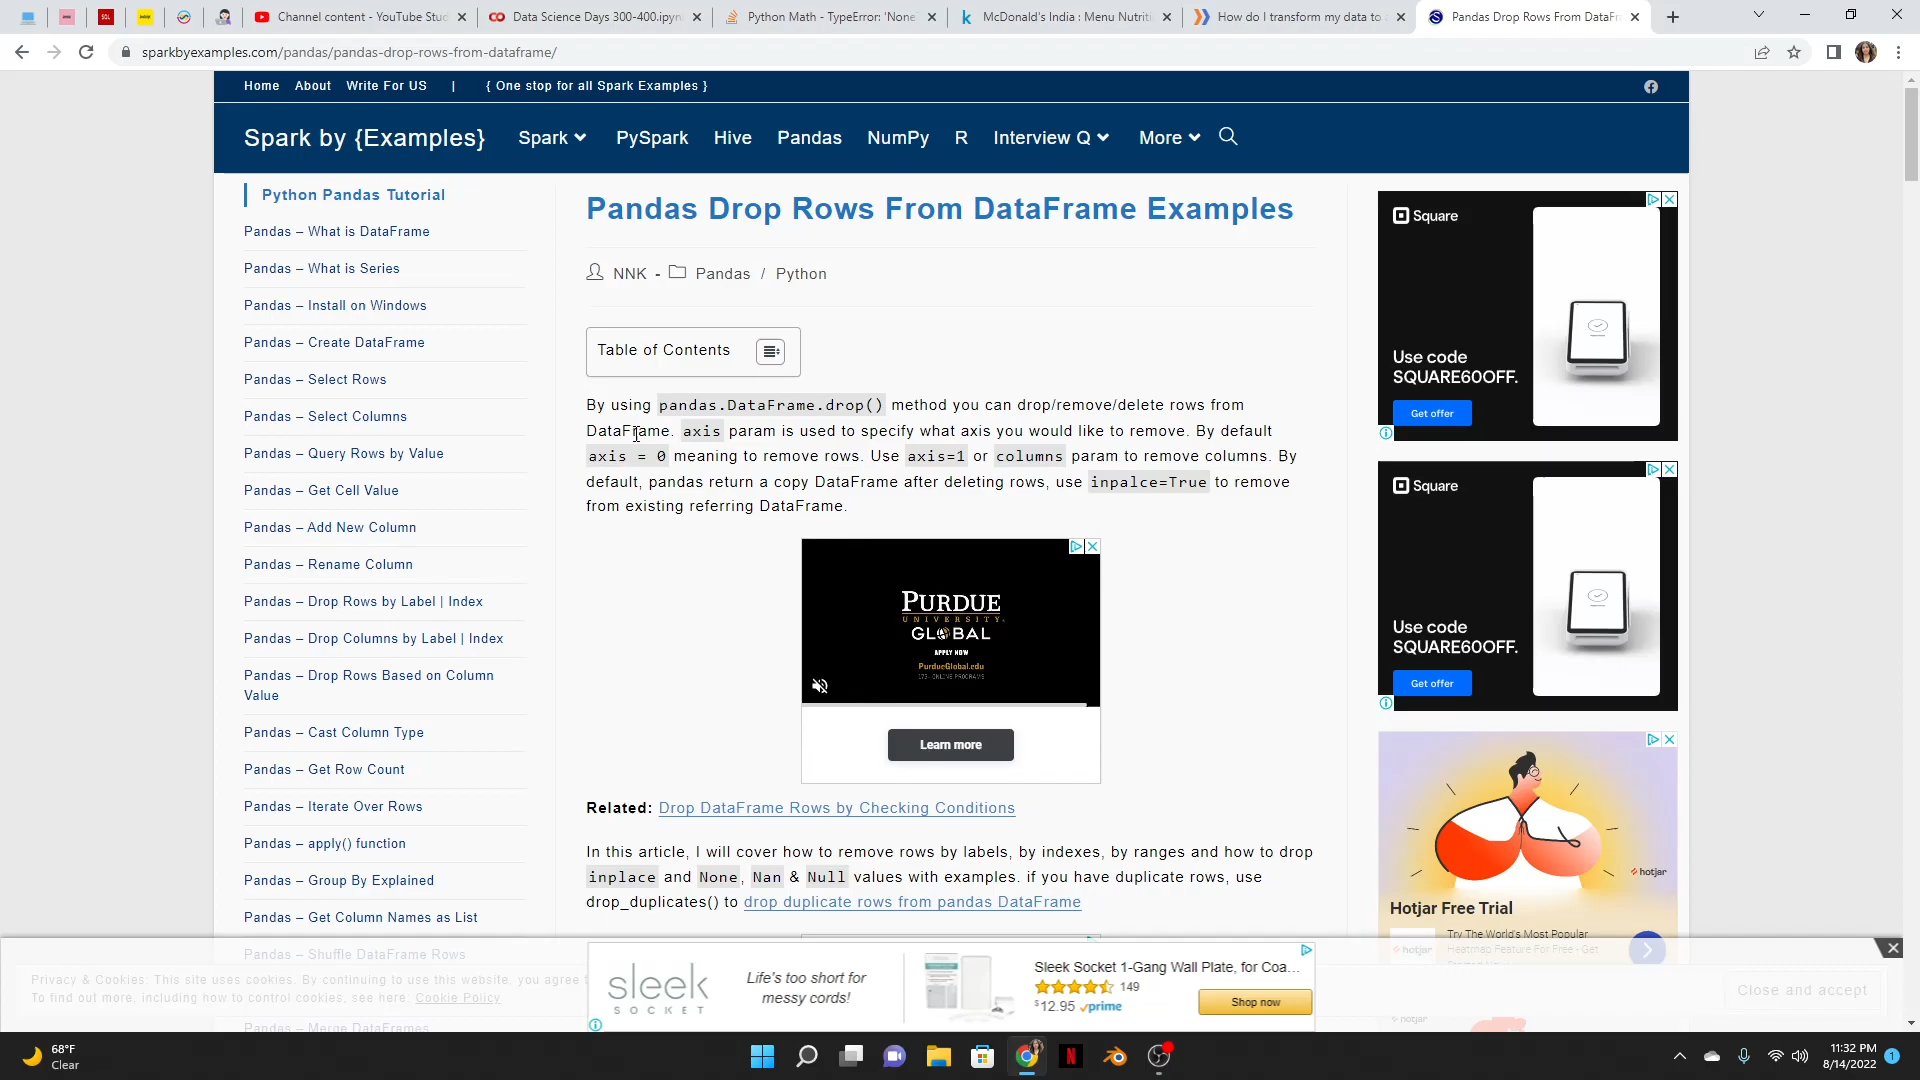 Channel content - YouTube Stud
Data Science Days 300-400.ipyn
Python Math - TypeError: 'None
McDonald's India : Menu Nutriti
How do I transform my data to
Pandas Drop Rows From DataFr
sparkbyexamples.com/pandas/pandas-drop-rows-from-dataframe/
Home About Write For US | { One stop for all Spark Examples }
Spark by {Examples} Spark PySpark Hive Pandas NumPy R Interview Q More
Python Pandas Tutorial
Pandas – What is DataFrame
Pandas – What is Series
Pandas – Install on Windows
Pandas – Create DataFrame
Pandas – Select Rows
Pandas – Select Columns
Pandas – Query Rows by Value
Pandas – Get Cell Value
Pandas – Add New Column
Pandas – Rename Column
Pandas – Drop Rows by Label | Index
Pandas – Drop Columns by Label | Index
Pandas – Drop Rows Based on Column
Value
Pandas – Cast Column Type
Pandas – Get Row Count
Pandas – Iterate Over Rows
Pandas – apply() function
Pandas – Group By Explained
Pandas – Get Column Names as List
Pandas – Shuffle DataFrame Rows
Pandas – Merge DataFrames
Pandas Drop Rows From DataFrame Examples
NNK - Pandas / Python
Table of Contents
By using pandas.DataFrame.drop() method you can drop/remove/delete rows from
DataFrame. axis param is used to specify what axis you would like to remove. By default
axis = 0 meaning to remove rows. Use axis=1 or columns param to remove columns. By
default, pandas return a copy DataFrame after deleting rows, use inpalce=True to remove
from existing referring DataFrame.
PURDUE
UNIVERSITY
GLOBAL
APPLY NOW
PurdueGlobal.edu
175+ ONLINE PROGRAMS
Learn more
Related: Drop DataFrame Rows by Checking Conditions
In this article, I will cover how to remove rows by labels, by indexes, by ranges and how to drop
inplace and None, Nan & Null values with examples. if you have duplicate rows, use
drop_duplicates() to drop duplicate rows from pandas DataFrame
Square
Use code
SQUARE60OFF.
Get offer
Square
Use code
SQUARE60OFF.
Get offer
hotjar
Hotjar Free Trial
hotjar
Try The World's Most Popular
Heatmap Feature For Free - Get
hotjar
Privacy & Cookies: This site uses cookies. By continuing to use this website, you agree t
To find out more, including how to control cookies, see here: Cookie Policy
Close and accept
sleek
SOCKET
Life's too short for
messy cords!
Sleek Socket 1-Gang Wall Plate, for Coa...
149
$12.95 prime
Shop now
68°F
Clear
11:32 PM
8/14/2022
1